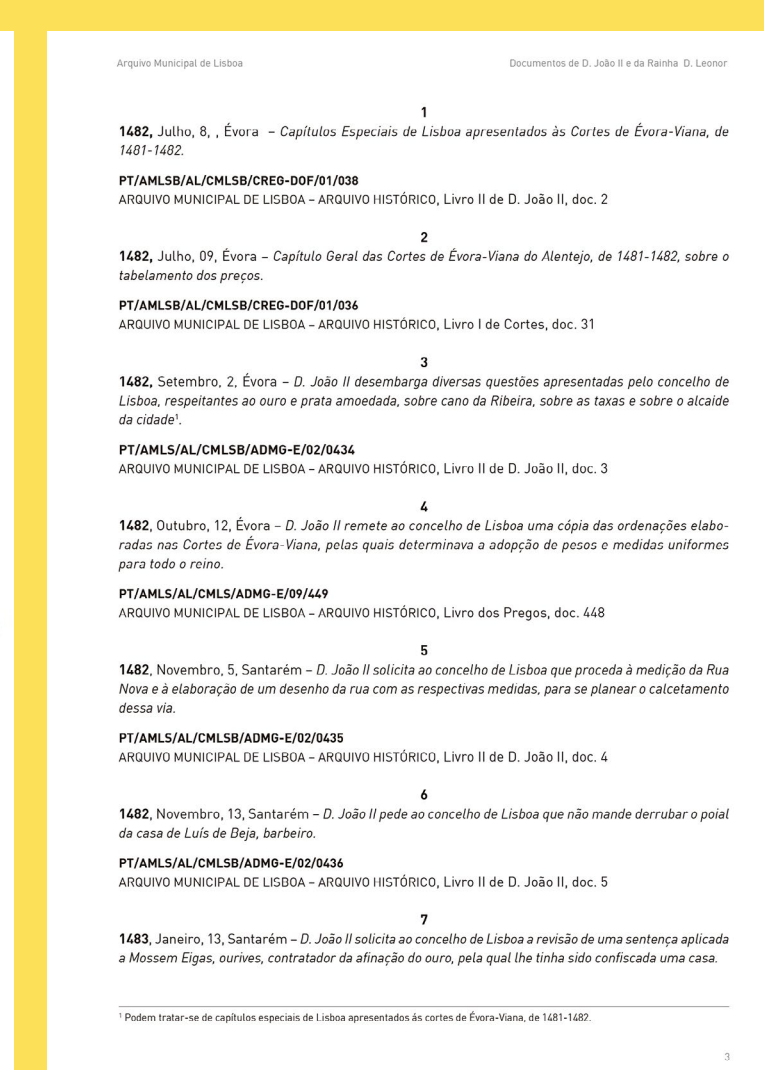 Arquivo Municipal de Lisboa
Documentos de D. João II e da Rainha D. Leonor
1
1482, Julho, 8, , Évora – Capítulos Especiais de Lisboa apresentados às Cortes de Évora-Viana, de
1481-1482.
PT/AMLSB/AL/CMLSB/CREG-DOF/01/038
ARQUIVO MUNICIPAL DE LISBOA – ARQUIVO HISTÓRICO, Livro II de D. João II, doc. 2
2
1482, Julho, 09, Évora – Capítulo Geral das Cortes de Évora-Viana do Alentejo, de 1481-1482, sobre o
tabelamento dos preços.
PT/AMLSB/AL/CMLSB/CREG-DOF/01/036
ARQUIVO MUNICIPAL DE LISBOA – ARQUIVO HISTÓRICO, Livro I de Cortes, doc. 31
3
1482, Setembro, 2, Évora – D. João II desembarga diversas questões apresentadas pelo concelho de
Lisboa, respeitantes ao ouro e prata amoedada, sobre cano da Ribeira, sobre as taxas e sobre o alcaide
da cidade¹.
PT/AMLS/AL/CMLSB/ADMG-E/02/0434
ARQUIVO MUNICIPAL DE LISBOA – ARQUIVO HISTÓRICO, Livro II de D. João II, doc. 3
4
1482, Outubro, 12, Évora – D. João II remete ao concelho de Lisboa uma cópia das ordenações elabo-
radas nas Cortes de Évora-Viana, pelas quais determinava a adopção de pesos e medidas uniformes
para todo o reino.
PT/AMLS/AL/CMLS/ADMG-E/09/449
ARQUIVO MUNICIPAL DE LISBOA – ARQUIVO HISTÓRICO, Livro dos Pregos, doc. 448
5
1482, Novembro, 5, Santarém – D. João II solicita ao concelho de Lisboa que proceda à medição da Rua
Nova e à elaboração de um desenho da rua com as respectivas medidas, para se planear o calcetamento
dessa via.
PT/AMLS/AL/CMLSB/ADMG-E/02/0435
ARQUIVO MUNICIPAL DE LISBOA – ARQUIVO HISTÓRICO, Livro II de D. João II, doc. 4
6
1482, Novembro, 13, Santarém – D. João II pede ao concelho de Lisboa que não mande derrubar o poial
da casa de Luís de Beja, barbeiro.
PT/AMLS/AL/CMLSB/ADMG-E/02/0436
ARQUIVO MUNICIPAL DE LISBOA – ARQUIVO HISTÓRICO, Livro II de D. João II, doc. 5
7
1483, Janeiro, 13, Santarém – D. João II solicita ao concelho de Lisboa a revisão de uma sentença aplicada
a Mossem Eigas, ourives, contratador da afinação do ouro, pela qual lhe tinha sido confiscada uma casa.
¹ Podem tratar-se de capítulos especiais de Lisboa apresentados ás cortes de Évora-Viana, de 1481-1482.
3